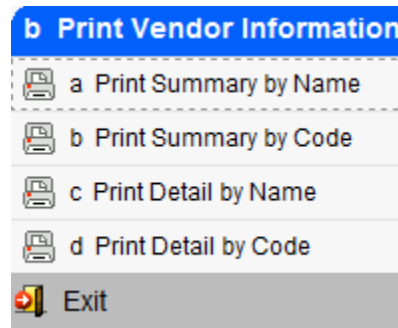 b Print Vendor Information
a Print Summary by Name
b Print Summary by Code
c Print Detail by Name
d Print Detail by Code
Exit